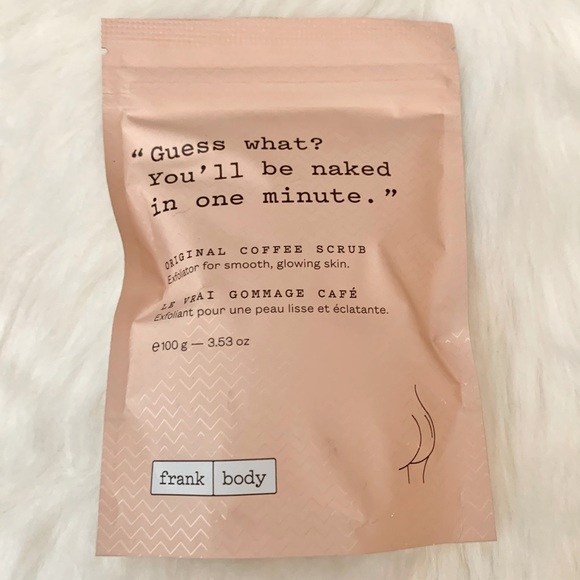 “Guess what?
You’ll be naked
in one minute.”
ORIGINAL COFFEE SCRUB
Exfoliator for smooth, glowing skin.
LE VRAI GOMMAGE CAFÉ
Exfoliant pour une peau lisse et éclatante.
℮100 g — 3.53 oz
frank body